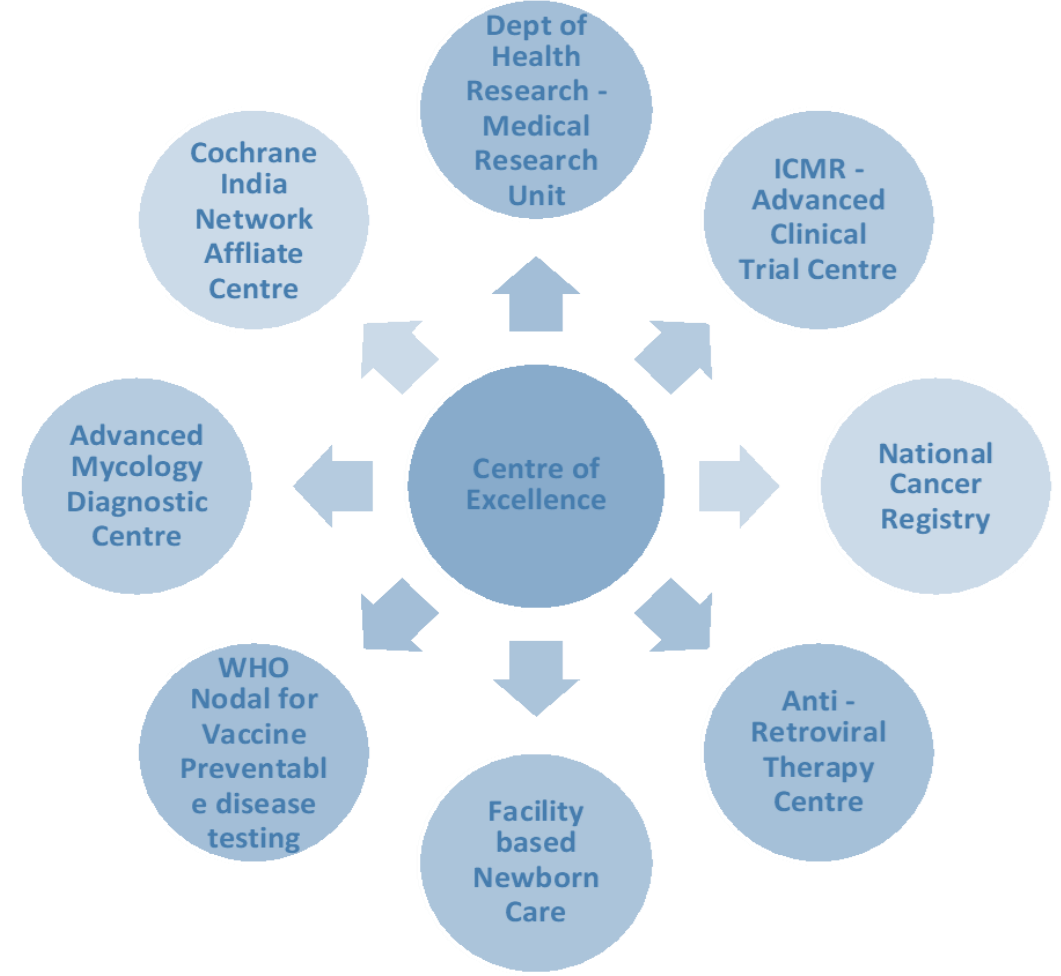 Dept of
Health
Research -
Medical
Research
Unit
ICMR -
Advanced
Clinical
Trial Centre
National
Cancer
Registry
Anti -
Retroviral
Therapy
Centre
Facility
based
Newborn
Care
WHO
Nodal for
Vaccine
Preventabl
e disease
testing
Advanced
Mycology
Diagnostic
Centre
Cochrane
India
Network
Affliate
Centre
Centre of
Excellence